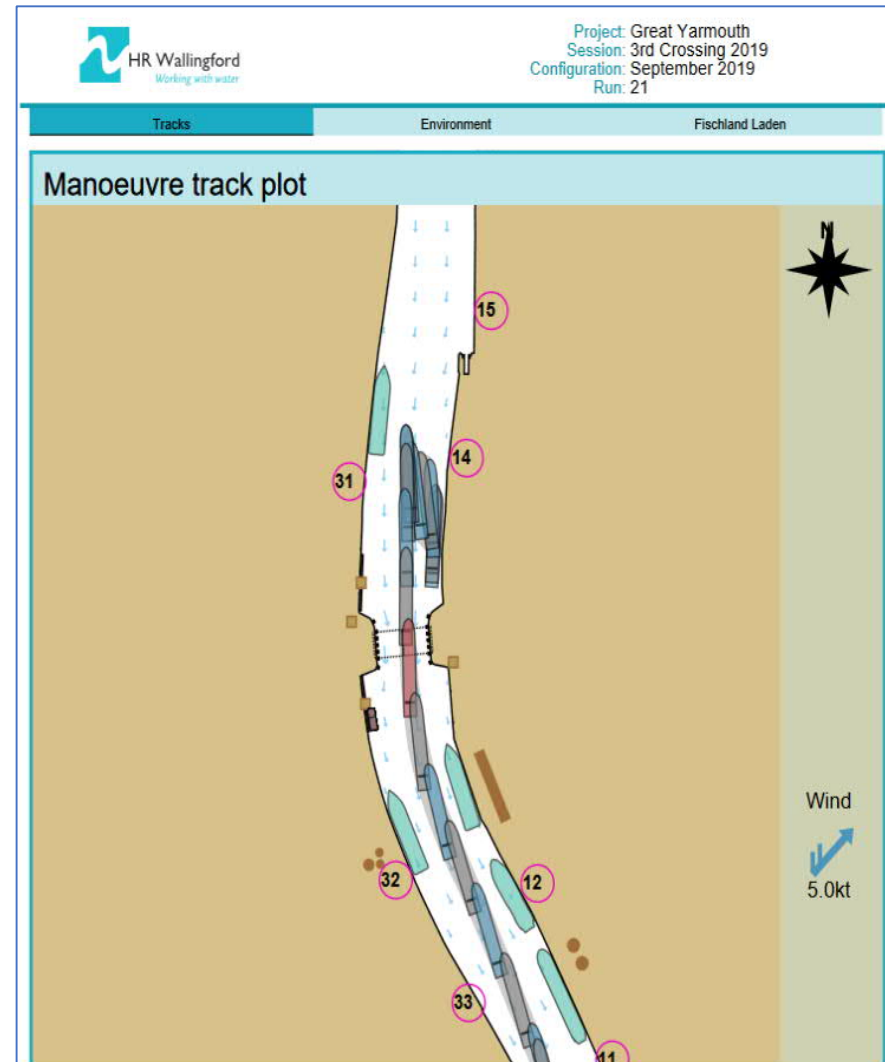 HR Wallingford
Working with water
Project: Great Yarmouth
Session: 3rd Crossing 2019
Configuration: September 2019
Run: 21
Tracks Environment Fischland Laden
Manoeuvre track plot
N
15
14
31
Wind
5.0kt
32
12
33
11